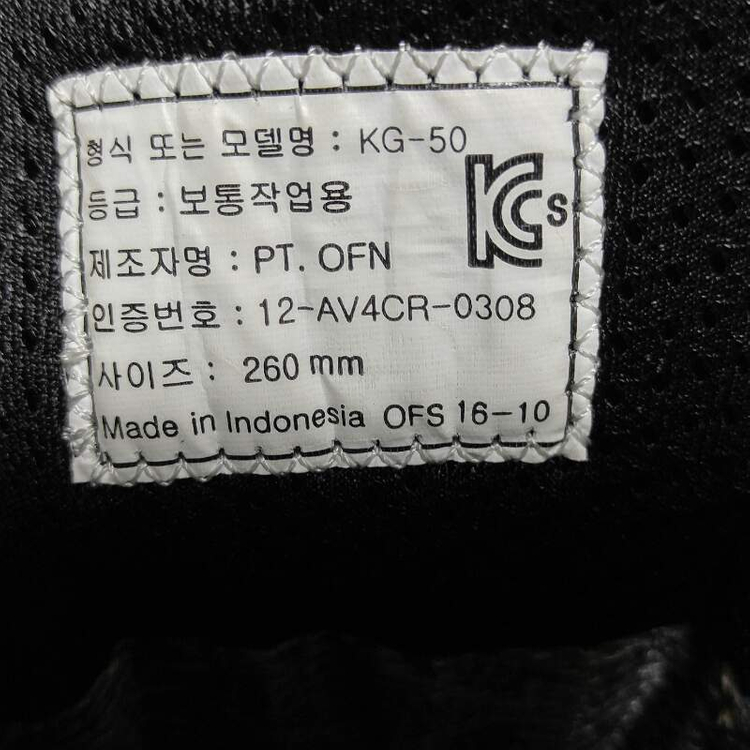 형식 또는 모델명 : KG-50
등급 : 보통작업용
KCs
제조자명 : PT. OFN
인증번호 : 12-AV4CR-0308
사이즈 : 260 mm
Made in Indonesia OFS 16-10